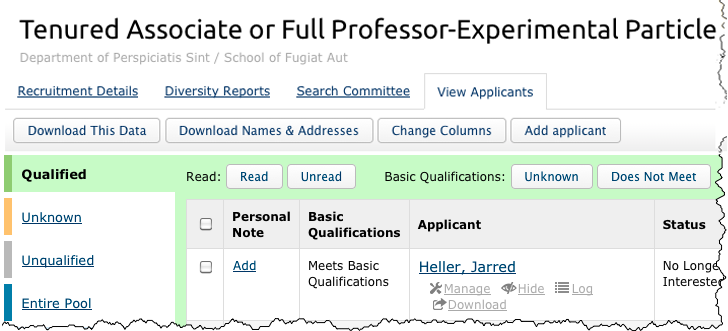 Tenured Associate or Full Professor-Experimental Particle
Department of Perspiciatis Sint / School of Fugiat Aut
Recruitment Details Diversity Reports Search Committee View Applicants
Download This Data Download Names & Addresses Change Columns Add applicant
Qualified Read: Read Unread Basic Qualifications: Unknown Does Not Meet
Unknown
Unqualified
Entire Pool
Personal Note Basic Qualifications Applicant Status
Add Meets Basic Qualifications Heller, Jarred No Longe Interester
Manage Hide Log
Download